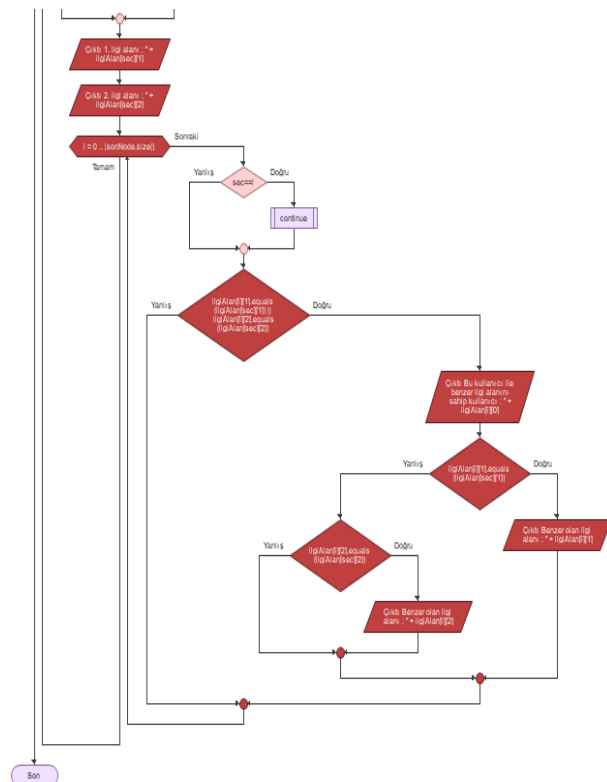 Çıktı 1. ilgi alanı : " +
ilgiAlan[sec][1]
Çıktı 2. ilgi alanı : " +
ilgiAlan[sec][2]
i = 0 .. jsonNode.size()
Sonraki
Tamam
Yanlış
sec==i
Doğru
continue
Yanlış
ilgiAlan[i][1].equals
(ilgiAlan[sec][1]) ||
ilgiAlan[i][2].equals
(ilgiAlan[sec][2])
Doğru
Çıktı Bu kullanıcı ile
benzer ilgi alanını
sahip kullanıcı : " +
ilgiAlan[i][0]
Yanlış
ilgiAlan[i][1].equals
(ilgiAlan[sec][1])
Doğru
Yanlış
ilgiAlan[i][2].equals
(ilgiAlan[sec][2])
Doğru
Çıktı Benzer olan ilgi
alanı : " + ilgiAlan[i][1]
Çıktı Benzer olan ilgi
alanı : " + ilgiAlan[i][2]
Son